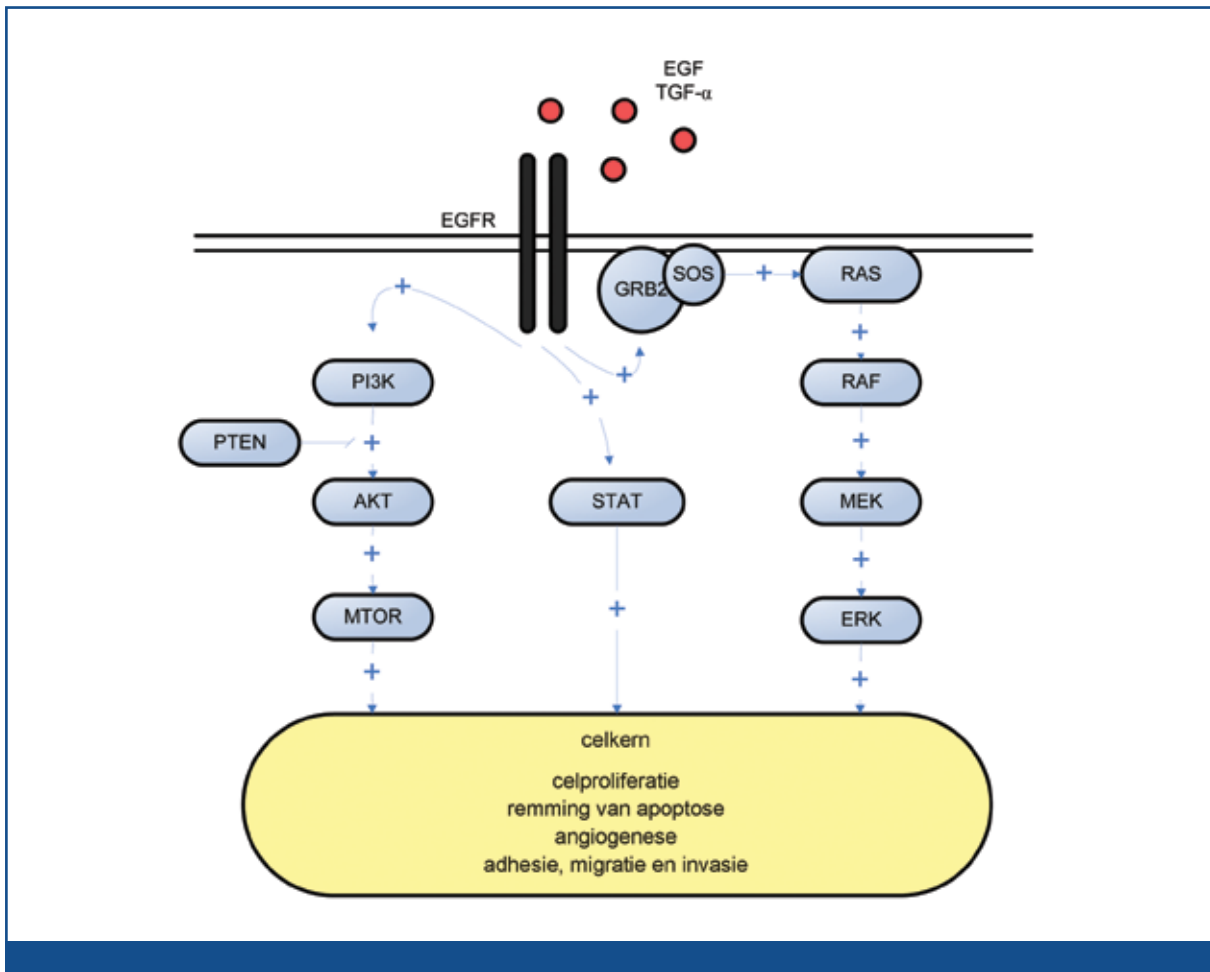 EGF
TGF-α
EGFR
GRB2
SOS
+
RAS
+
+
PI3K
+
+
RAF
PTEN
+
+
AKT
STAT
MEK
+
+
+
MTOR
ERK
+
+
celkern
celproliferatie
remming van apoptose
angiogenese
adhesie, migratie en invasie